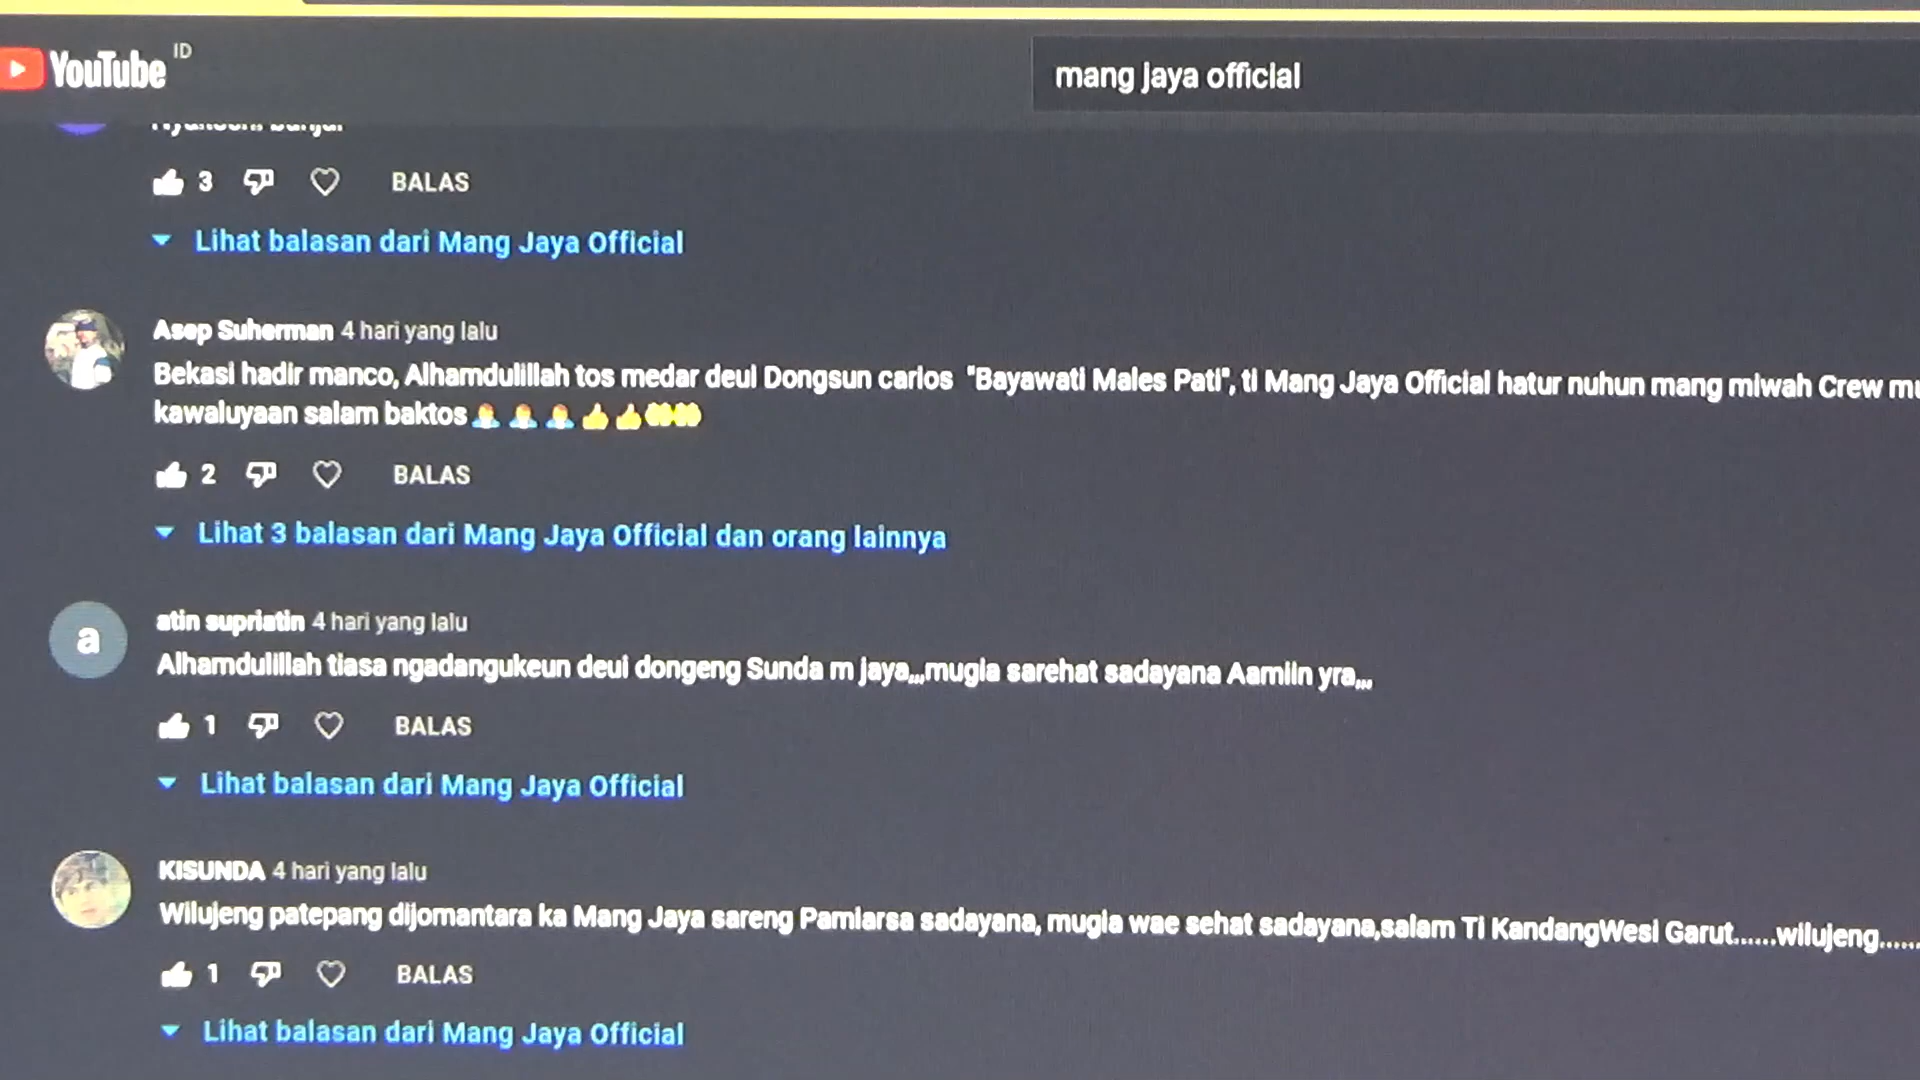 YouTube ID
mang jaya official
3 BALAS
Lihat balasan dari Mang Jaya Official
Asep Suherman 4 hari yang lalu
Bekasi hadir manco, Alhamdulillah tos medar deui Dongsun carlos "Bayawati Males Pati", ti Mang Jaya Official hatur nuhun mang miwah Crew
kawaluyaan salam baktos
2 BALAS
Lihat 3 balasan dari Mang Jaya Official dan orang lainnya
a
atin supriatin 4 hari yang lalu
Alhamdulillah tiasa ngadangukeun deui dongeng Sunda m jaya,,,mugia sarehat sadayana Aamiin yra,,,
1 BALAS
Lihat balasan dari Mang Jaya Official
KISUNDA 4 hari yang lalu
Wilujeng patepang dijomantara ka Mang Jaya sareng Pamiarsa sadayana, mugia wae sehat sadayana,salam Ti KandangWesi Garut......wilujeng......
1 BALAS
Lihat balasan dari Mang Jaya Official